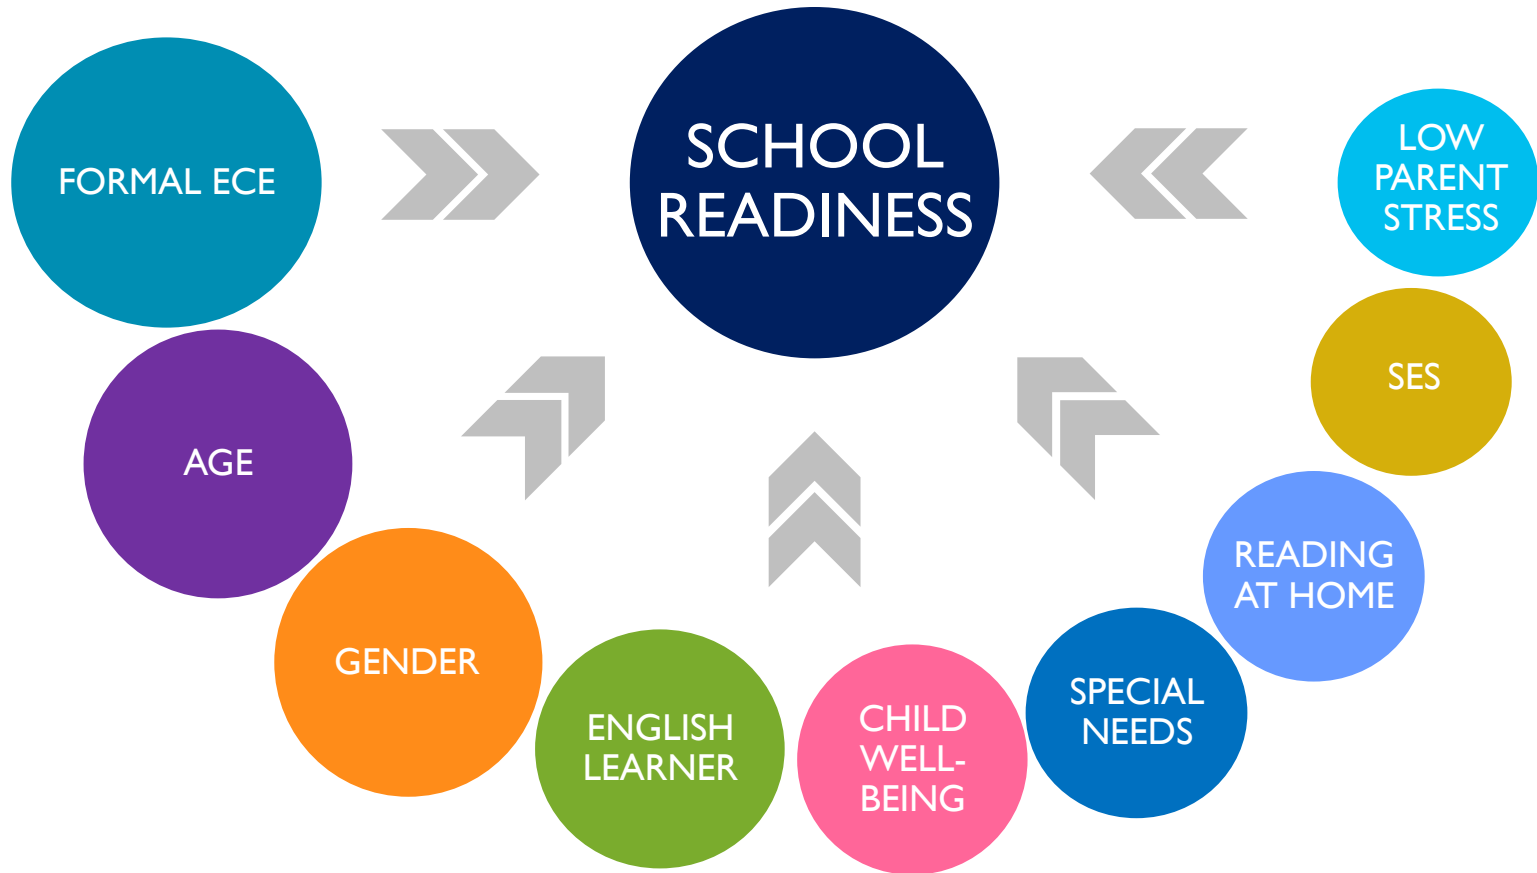 SCHOOL
READINESS
FORMAL ECE
AGE
GENDER
ENGLISH
LEARNER
CHILD
WELL-
BEING
SPECIAL
NEEDS
READING
AT HOME
SES
LOW
PARENT
STRESS